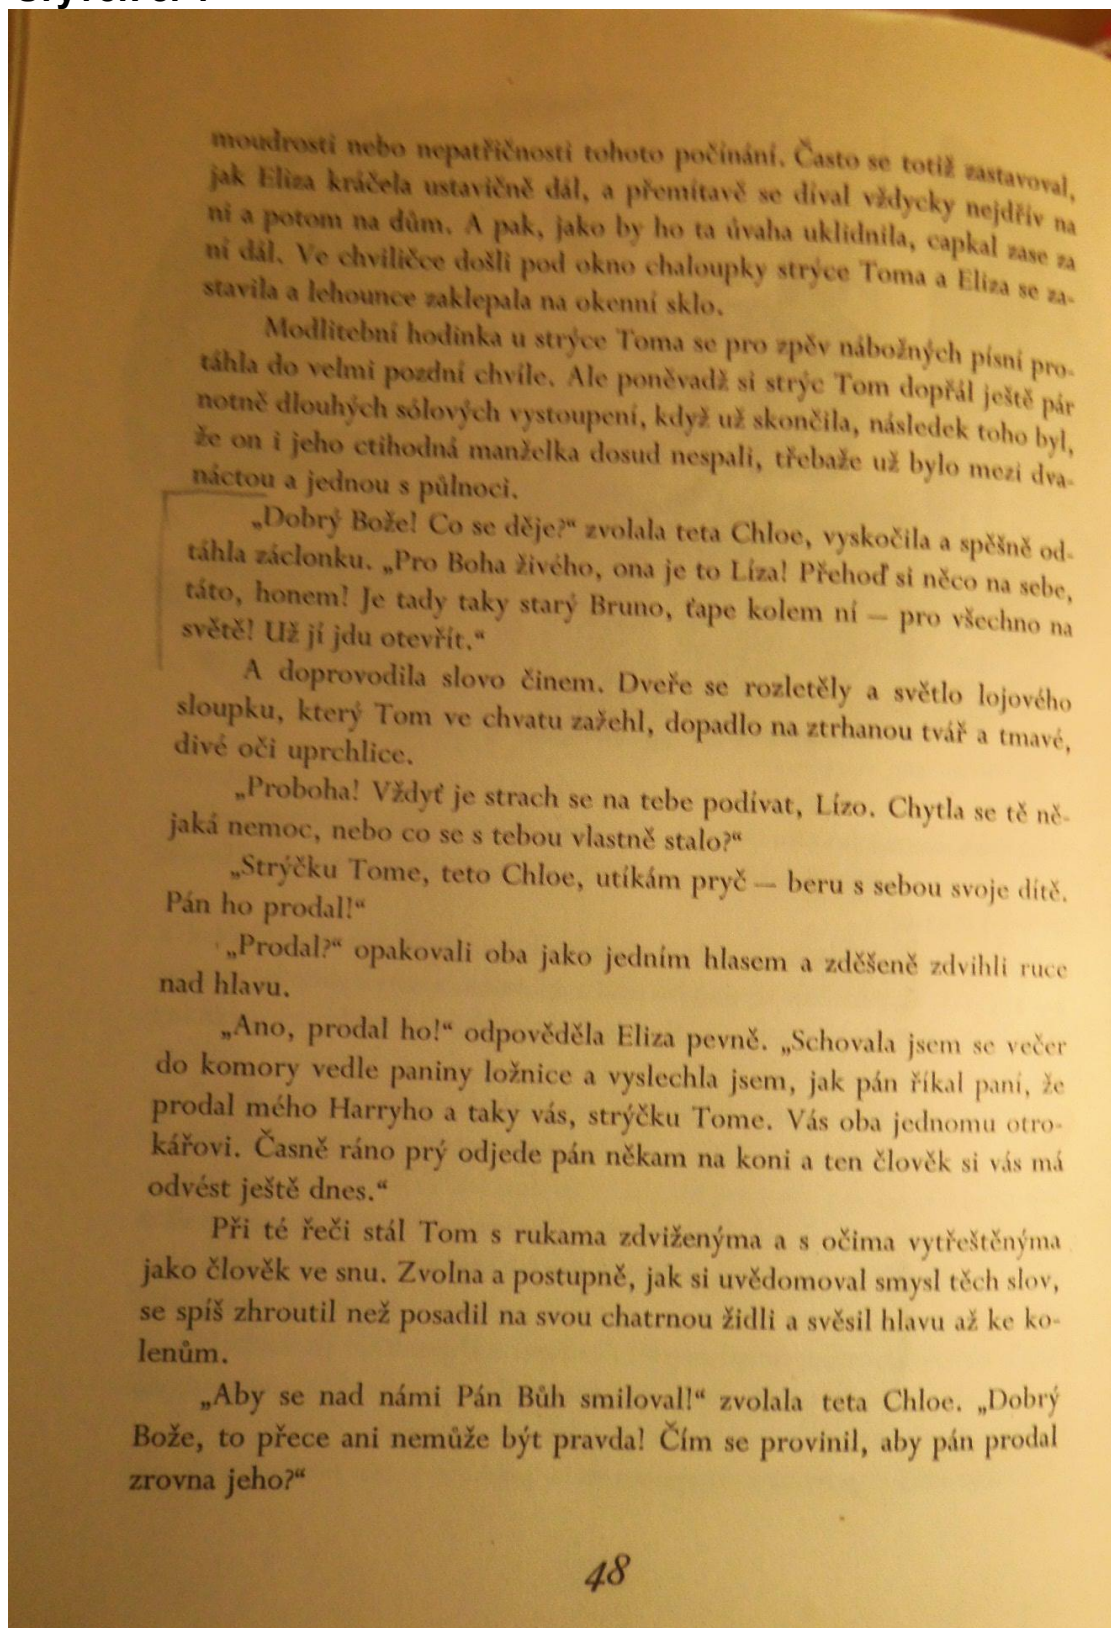 moudrosti nebo nepatřičnosti tohoto počínání. Často se totiž zastavoval,
jak Eliza kráčela ustavičně dál, a přemítavě se díval vždycky nejdřív na
ni a potom na dům. A pak, jako by ho ta úvaha uklidnila, capkal zase za
ní dál. Ve chviličce došli pod okno chaloupky strýce Toma a Eliza se za-
stavila a lehounce zaklepala na okenní sklo.
Modlitební hodinka u strýce Toma se pro zpěv nábožných písní pro-
táhla do velmi pozdní chvíle. Ale poněvadž si strýc Tom dopřál ještě pár
notně dlouhých sólových vystoupení, když už skončila, následek toho byl,
že on i jeho ctihodná manželka dosud nespali, třebaže už bylo mezi dva-
náctou a jednou s půlnoci.
„Dobrý Bože! Co se děje?“ zvolala teta Chloe, vyskočila a spěšně od-
táhla záclonku. „Pro Boha živého, ona je to Líza! Přehoď si něco na sebe,
táto, honem! Je tady taky starý Bruno, ťape kolem ní — pro všechno na
světě! Už jí jdu otevřít.“
A doprovodila slovo činem. Dveře se rozletěly a světlo lojového
sloupku, který Tom ve chvatu zažehl, dopadlo na ztrhanou tvář a tmavé,
divé oči uprchlice.
„Proboha! Vždyť je strach se na tebe podívat, Lízo. Chytla se tě ně-
jaká nemoc, nebo co se s tebou vlastně stalo?“
„Strýčku Tome, teto Chloe, utíkám pryč — beru s sebou svoje dítě.
Pán ho prodal!“
„Prodal?“ opakovali oba jako jedním hlasem a zděšeně zdvihli ruce
nad hlavu.
„Ano, prodal ho!“ odpověděla Eliza pevně. „Schovala jsem se večer
do komory vedle paniny ložnice a vyslechla jsem, jak pán říkal paní, že
prodal mého Harryho a taky vás, strýčku Tome. Vás oba jednomu otro-
kářovi. Časně ráno prý odjede pán někam na koni a ten člověk si vás má
odvést ještě dnes.“
Při té řeči stál Tom s rukama zdviženýma a s očima vytřeštěnýma
jako člověk ve snu. Zvolna a postupně, jak si uvědomoval smysl těch slov,
se spíš zhroutil než posadil na svou chatrnou židli a svěsil hlavu až ke ko-
lenům.
„Aby se nad námi Pán Bůh smiloval!“ zvolala teta Chloe. „Dobrý
Bože, to přece ani nemůže být pravda! Čím se provinil, aby pán prodal
zrovna jeho?“
48